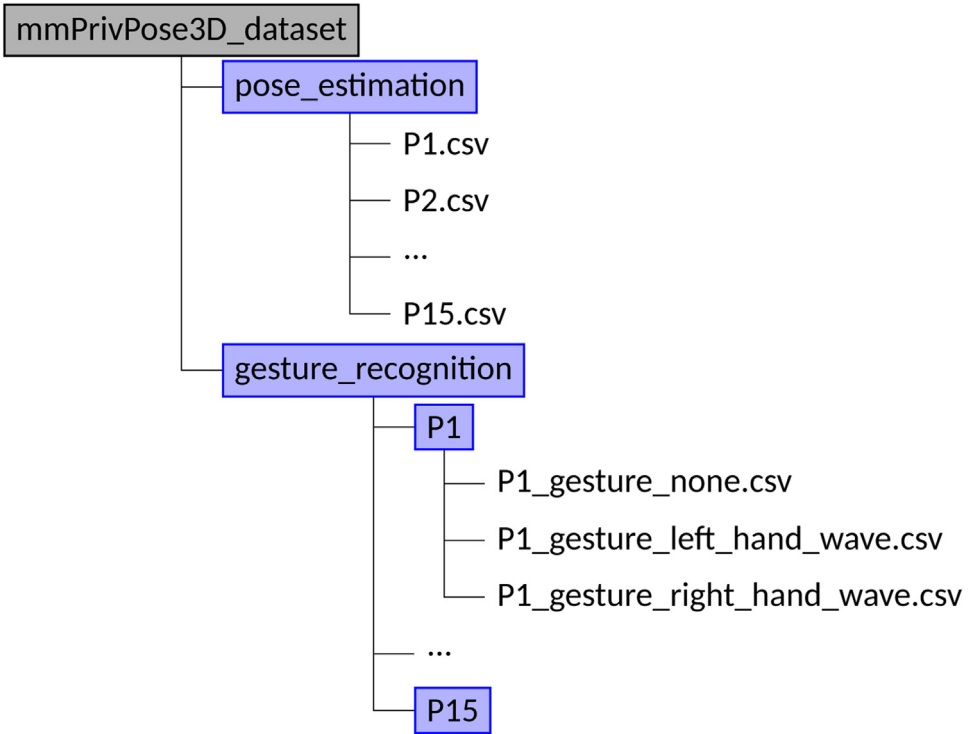 mmPrivPose3D_dataset
pose_estimation
P1.csv
P2.csv
...
P15.csv
gesture_recognition
P1
P1_gesture_none.csv
P1_gesture_left_hand_wave.csv
P1_gesture_right_hand_wave.csv
...
P15